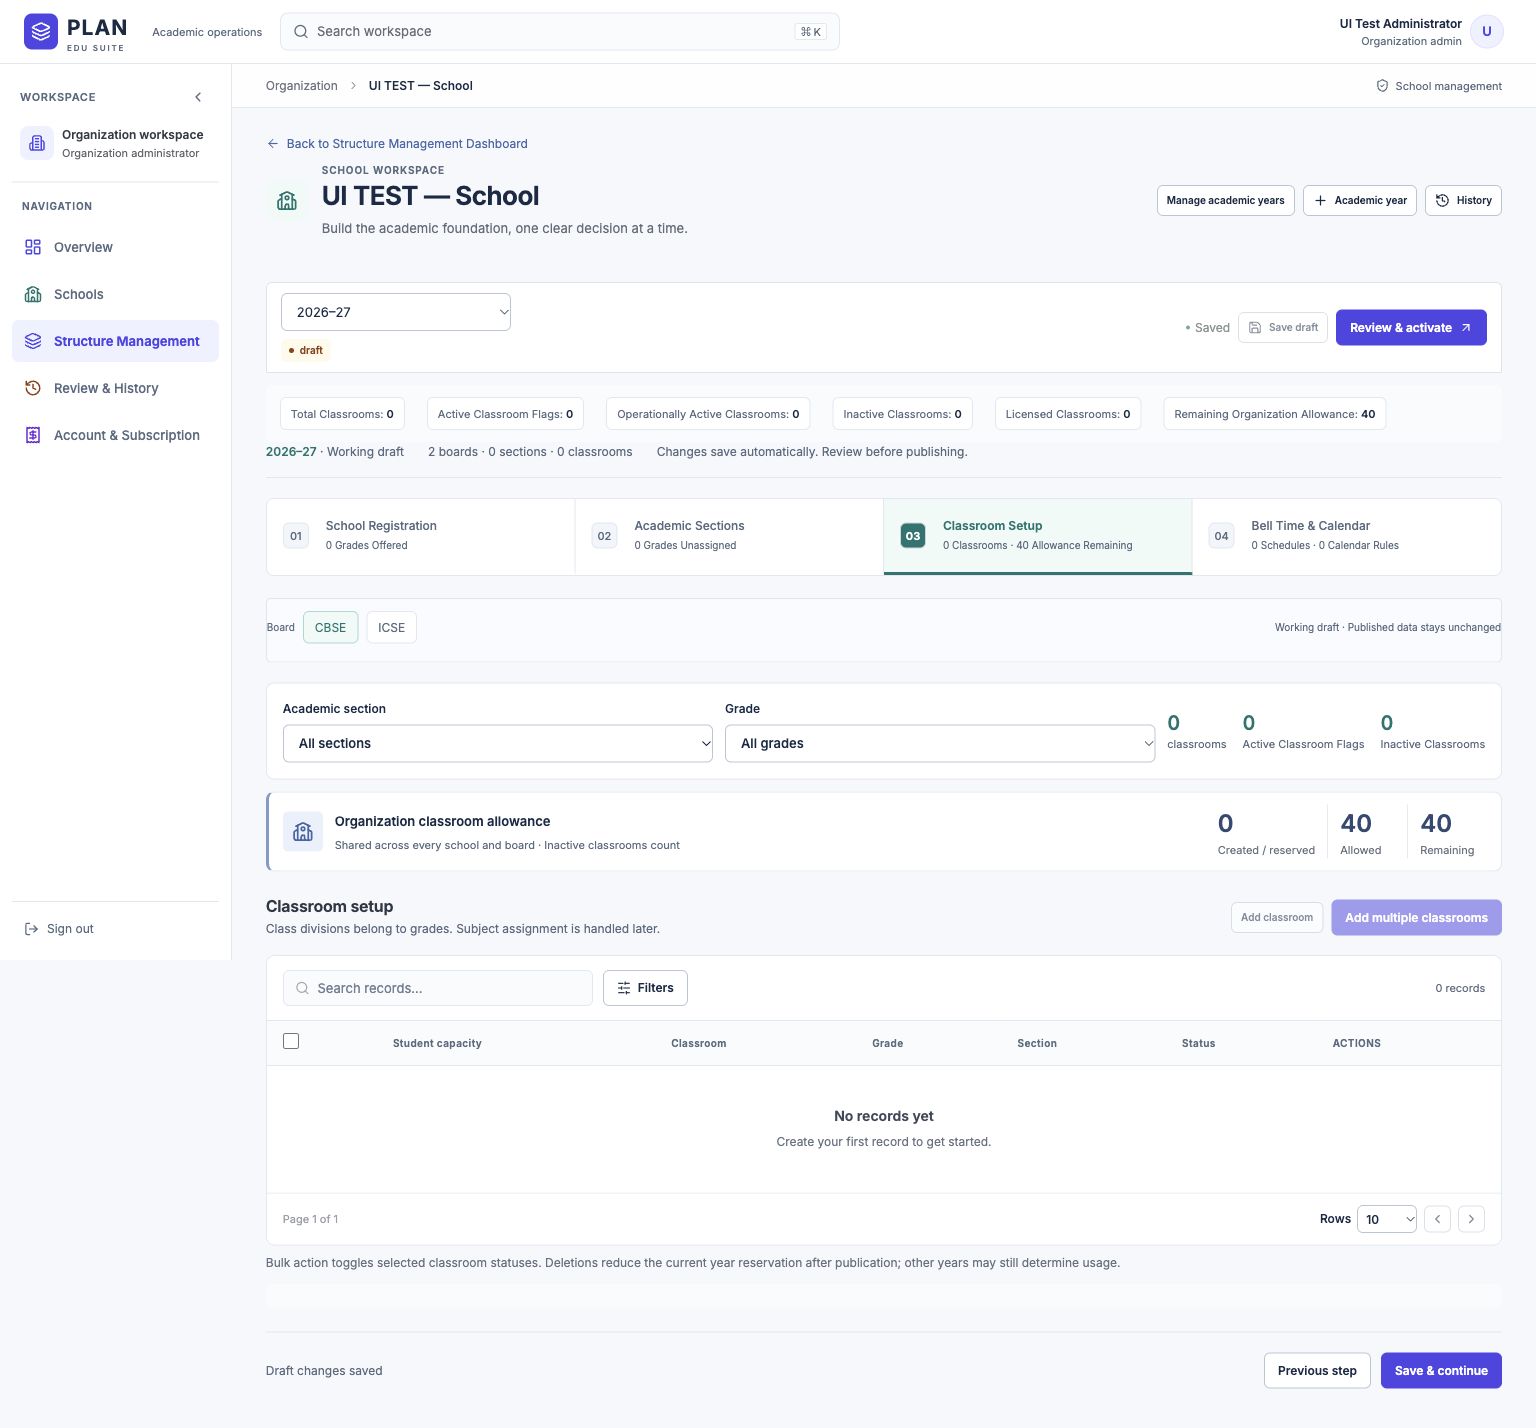 PLAN
EDU SUITE
Academic operations
Search workspace
⌘ K
UI Test Administrator
Organization admin
U
WORKSPACE
Organization workspace
Organization administrator
NAVIGATION
Overview
Schools
Structure Management
Review & History
Account & Subscription
Sign out
Organization > UI TEST — School
School management
← Back to Structure Management Dashboard
SCHOOL WORKSPACE
UI TEST — School
Build the academic foundation, one clear decision at a time.
Manage academic years
+ Academic year
History
2026–27
• draft
• Saved
Save draft
Review & activate
Total Classrooms: 0
Active Classroom Flags: 0
Operationally Active Classrooms: 0
Inactive Classrooms: 0
Licensed Classrooms: 0
Remaining Organization Allowance: 40
2026–27 · Working draft
2 boards · 0 sections · 0 classrooms
Changes save automatically. Review before publishing.
01
School Registration
0 Grades Offered
02
Academic Sections
0 Grades Unassigned
03
Classroom Setup
0 Classrooms · 40 Allowance Remaining
04
Bell Time & Calendar
0 Schedules · 0 Calendar Rules
Board
CBSE
ICSE
Working draft · Published data stays unchanged
Academic section
All sections
Grade
All grades
0
classrooms
0
Active Classroom Flags
0
Inactive Classrooms
Organization classroom allowance
Shared across every school and board · Inactive classrooms count
0
Created / reserved
40
Allowed
40
Remaining
Classroom setup
Class divisions belong to grades. Subject assignment is handled later.
Add classroom
Add multiple classrooms
Search records...
Filters
0 records
Student capacity
Classroom
Grade
Section
Status
ACTIONS
No records yet
Create your first record to get started.
Page 1 of 1
Rows
10
Bulk action toggles selected classroom statuses. Deletions reduce the current year reservation after publication; other years may still determine usage.
Draft changes saved
Previous step
Save & continue